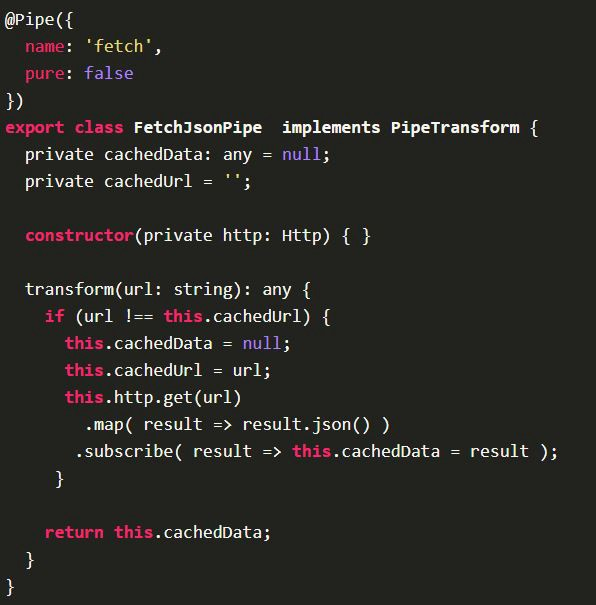 @Pipe({
  name: 'fetch',
  pure: false
})
export class FetchJsonPipe  implements PipeTransform {
  private cachedData: any = null;
  private cachedUrl = '';

  constructor(private http: Http) { }

  transform(url: string): any {
    if (url !== this.cachedUrl) {
      this.cachedData = null;
      this.cachedUrl = url;
      this.http.get(url)
        .map( result => result.json() )
       .subscribe( result => this.cachedData = result );
     }

    return this.cachedData;
  }
}